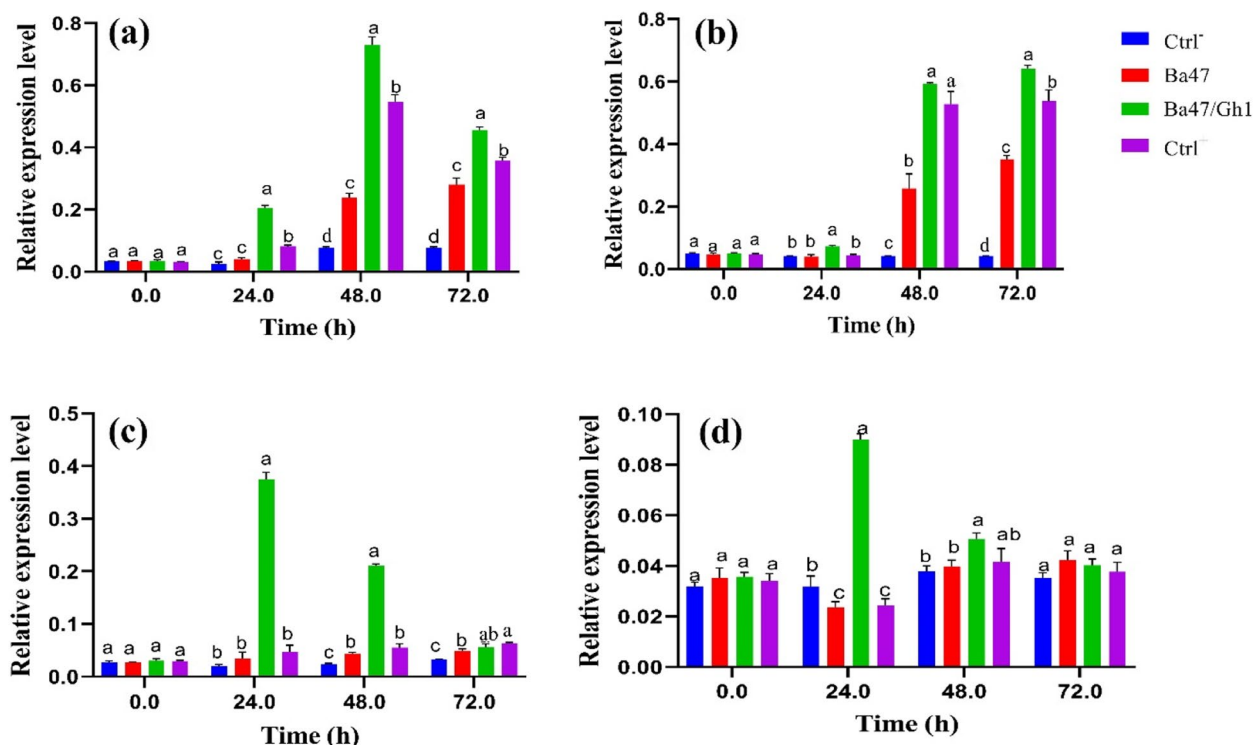 (a)
Relative expression level
0.8
0.6
0.4
0.2
0.0
a a a a
c c a b
d c a b
d c a b
0.0 24.0 48.0 72.0
Time (h)
(b)
Relative expression level
0.8
0.6
0.4
0.2
0.0
a a a a
b b a b
c b a a
d c a b
0.0 24.0 48.0 72.0
Time (h)
Ctrl⁻
Ba47
Ba47/Gh1
Ctrl⁺
(c)
Relative expression level
0.5
0.4
0.3
0.2
0.1
0.0
a a a a
b b a b
c b a b
c b ab a
0.0 24.0 48.0 72.0
Time (h)
(d)
Relative expression level
0.10
0.08
0.06
0.04
0.02
0.00
a a a a
b c a c
b b a ab
a a a a
0.0 24.0 48.0 72.0
Time (h)